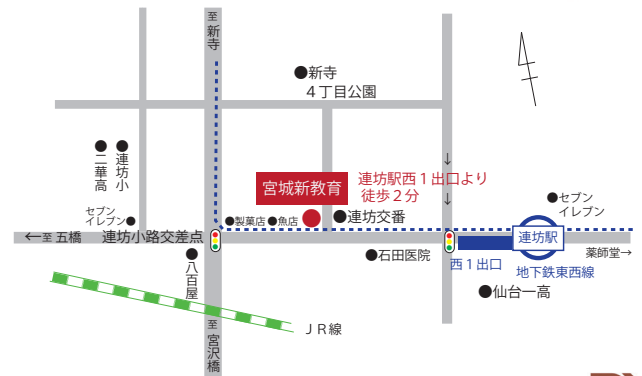 至
新寺
●新寺
４丁目公園
●連坊小
●二華高
宮城新教育
連坊駅西１出口より
徒歩２分
↓
↓
セブン
イレブン●
●製菓店
●魚店
●連坊交番
●セブン
イレブン
←至 五橋
連坊小路交差点
連坊駅
薬師堂→
●八百屋
●石田医院
西１出口
地下鉄東西線
●仙台一高
ＪＲ線
至
宮沢橋